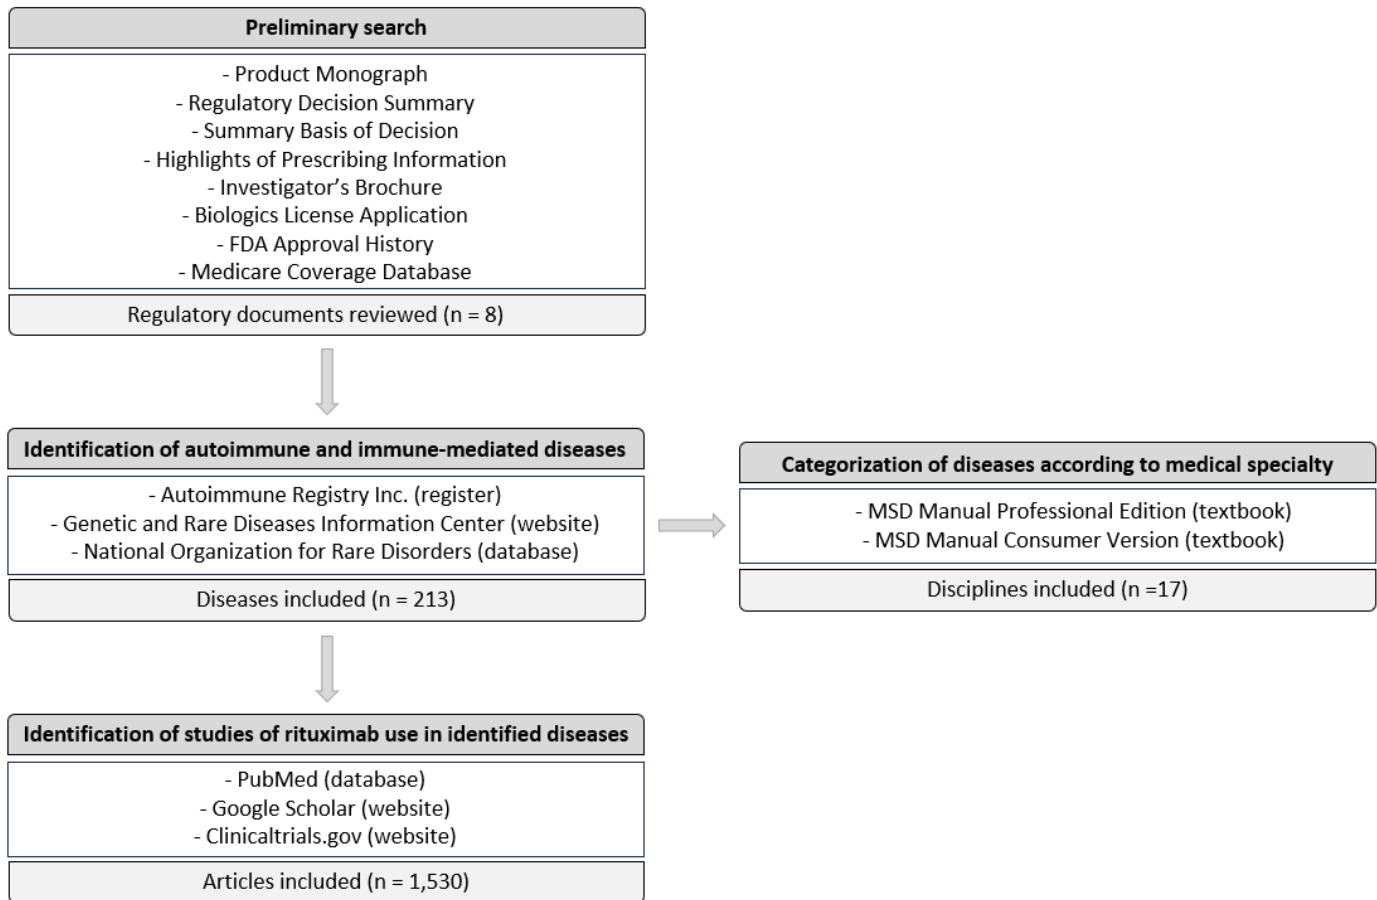 Preliminary search
- Product Monograph
- Regulatory Decision Summary
- Summary Basis of Decision
- Highlights of Prescribing Information
- Investigator’s Brochure
- Biologics License Application
- FDA Approval History
- Medicare Coverage Database
Regulatory documents reviewed (n = 8)
Identification of autoimmune and immune-mediated diseases
- Autoimmune Registry Inc. (register)
- Genetic and Rare Diseases Information Center (website)
- National Organization for Rare Disorders (database)
Diseases included (n = 213)
Categorization of diseases according to medical specialty
- MSD Manual Professional Edition (textbook)
- MSD Manual Consumer Version (textbook)
Disciplines included (n =17)
Identification of studies of rituximab use in identified diseases
- PubMed (database)
- Google Scholar (website)
- Clinicaltrials.gov (website)
Articles included (n = 1,530)